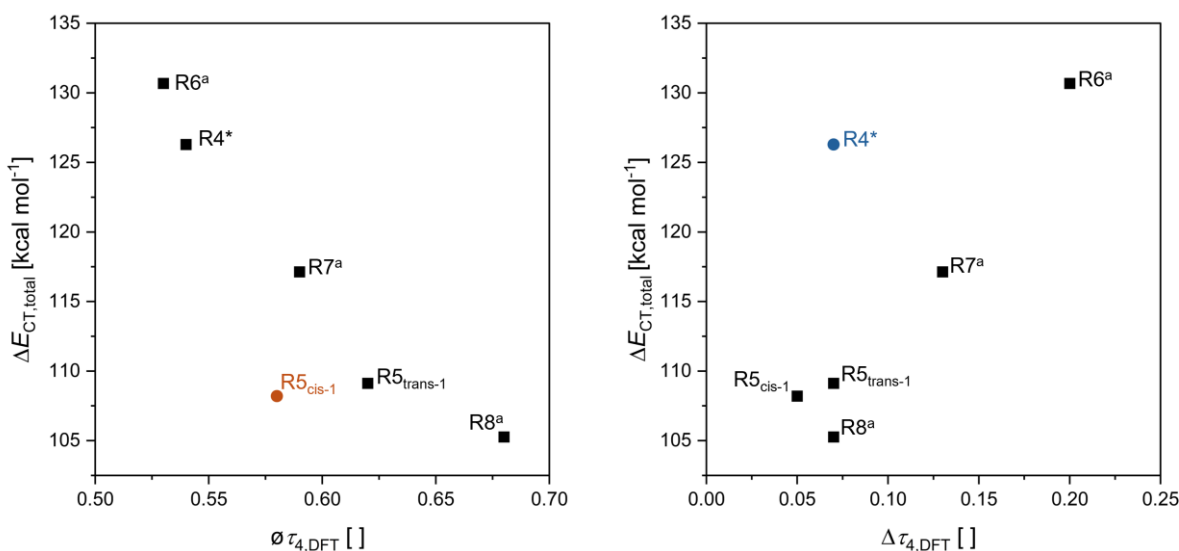 135
130
125
120
115
110
105
ΔE_CT,total [kcal mol⁻¹]
R6ᵃ
R4*
R7ᵃ
R5_cis-1
R5_trans-1
R8ᵃ
0.50 0.55 0.60 0.65 0.70
ø τ_4,DFT [ ]
135
130
125
120
115
110
105
ΔE_CT,total [kcal mol⁻¹]
R6ᵃ
R4*
R7ᵃ
R5_cis-1
R5_trans-1
R8ᵃ
0.00 0.05 0.10 0.15 0.20 0.25
Δτ_4,DFT [ ]